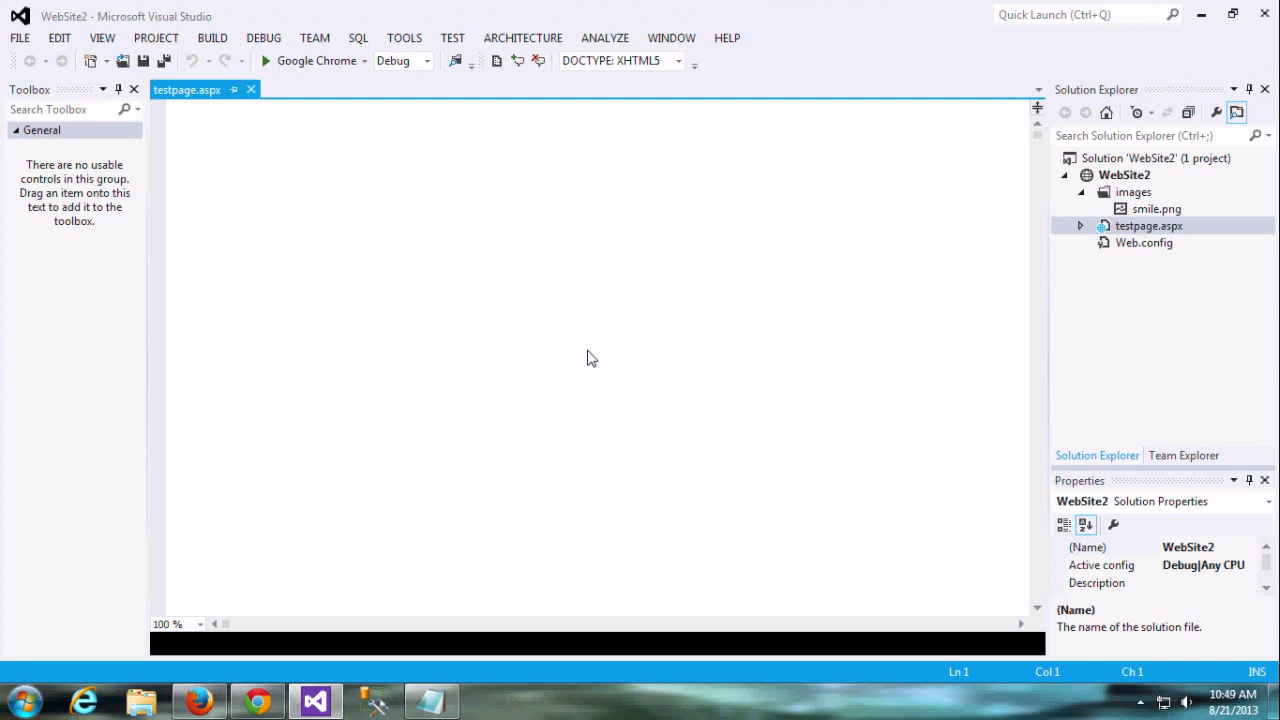 WebSite2 - Microsoft Visual Studio
Quick Launch (Ctrl+Q)
FILE EDIT VIEW PROJECT BUILD DEBUG TEAM SQL TOOLS TEST ARCHITECTURE ANALYZE WINDOW HELP
Google Chrome Debug DOCTYPE: XHTML5
Toolbox
Search Toolbox
General
There are no usable
controls in this group.
Drag an item onto this
text to add it to the
toolbox.
testpage.aspx
100 %
Solution Explorer
Search Solution Explorer (Ctrl+;)
Solution 'WebSite2' (1 project)
WebSite2
images
smile.png
testpage.aspx
Web.config
Solution Explorer Team Explorer
Properties
WebSite2 Solution Properties
(Name) WebSite2
Active config Debug|Any CPU
Description
(Name)
The name of the solution file.
Ln 1 Col 1 Ch 1 INS
10:49 AM
8/21/2013